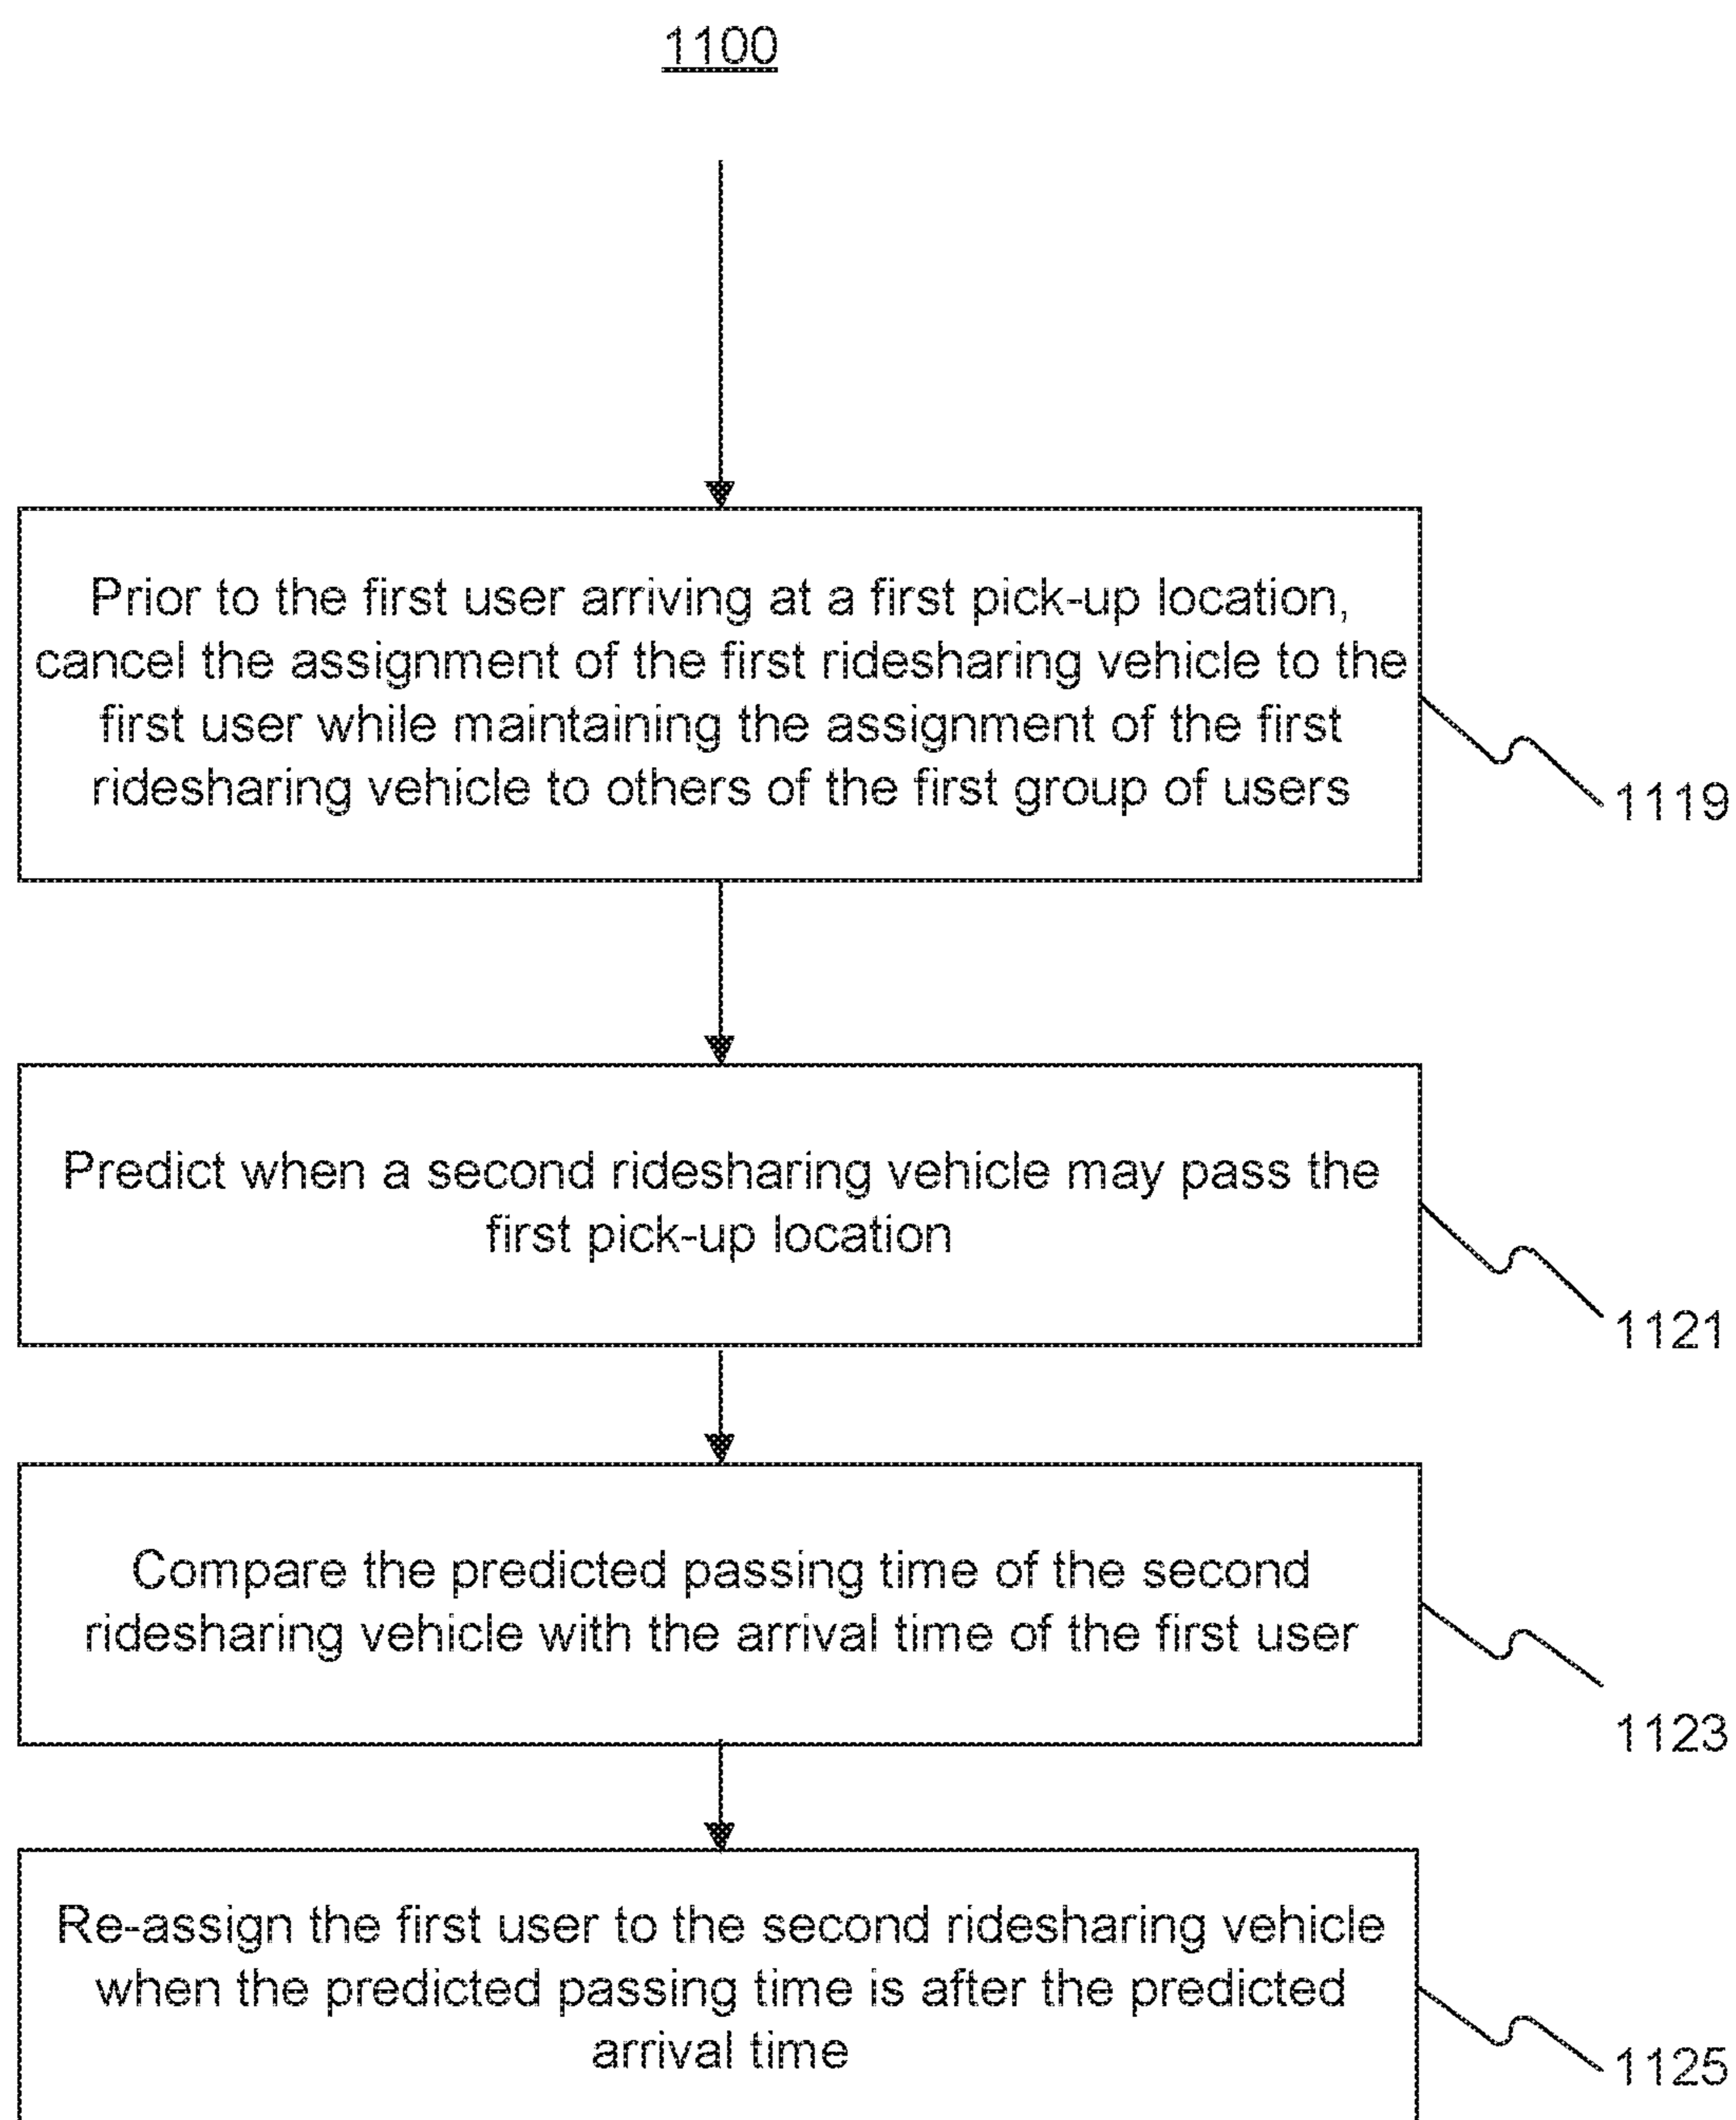 1100
Prior to the first user arriving at a first pick-up location,
cancel the assignment of the first ridesharing vehicle to the
first user while maintaining the assignment of the first
ridesharing vehicle to others of the first group of users
1119
Predict when a second ridesharing vehicle may pass the
first pick-up location
1121
Compare the predicted passing time of the second
ridesharing vehicle with the arrival time of the first user
1123
Re-assign the first user to the second ridesharing vehicle
when the predicted passing time is after the predicted
arrival time
1125